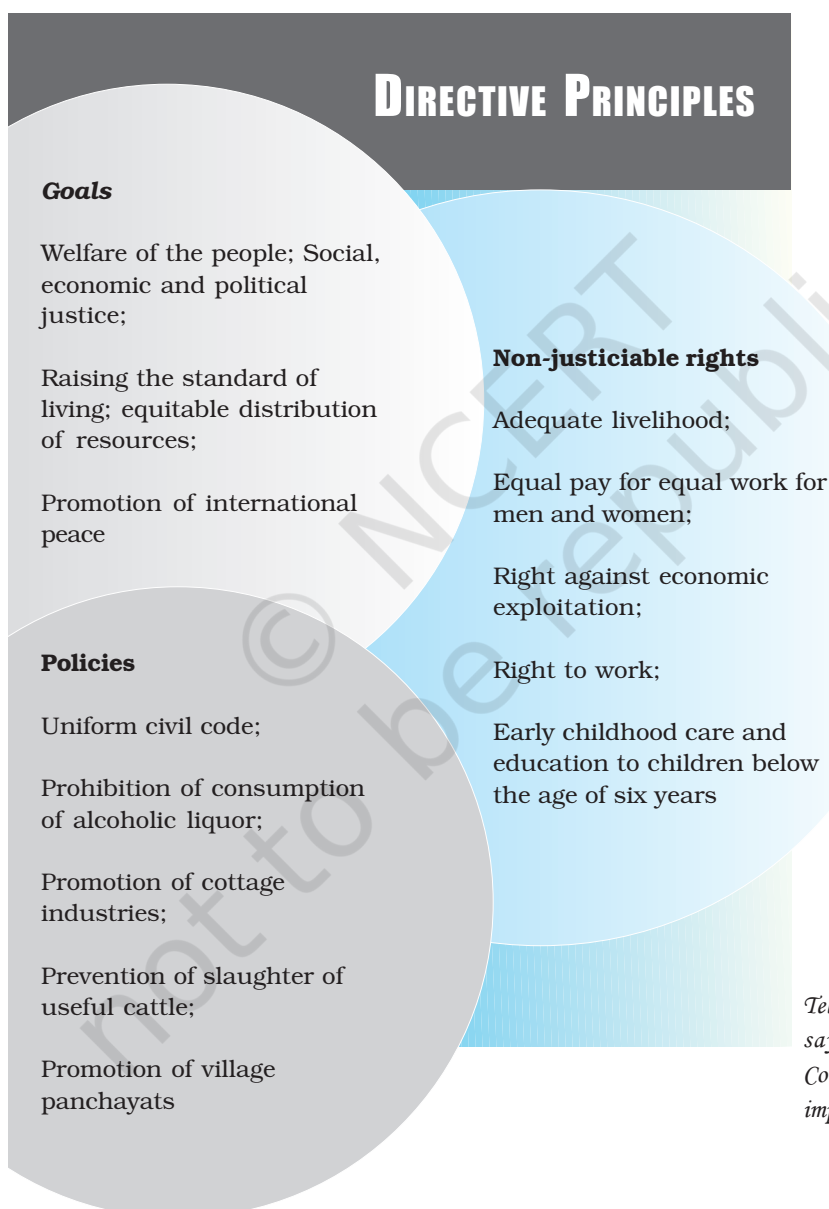 DIRECTIVE PRINCIPLES
Goals
Welfare of the people; Social,
economic and political
justice;
Raising the standard of
living; equitable distribution
of resources;
Promotion of international
peace
Non-justiciable rights
Adequate livelihood;
Equal pay for equal work for
men and women;
Right against economic
exploitation;
Right to work;
Early childhood care and
education to children below
the age of six years
Policies
Uniform civil code;
Prohibition of consumption
of alcoholic liquor;
Promotion of cottage
industries;
Prevention of slaughter of
useful cattle;
Promotion of village
panchayats
© NCERT
not to be